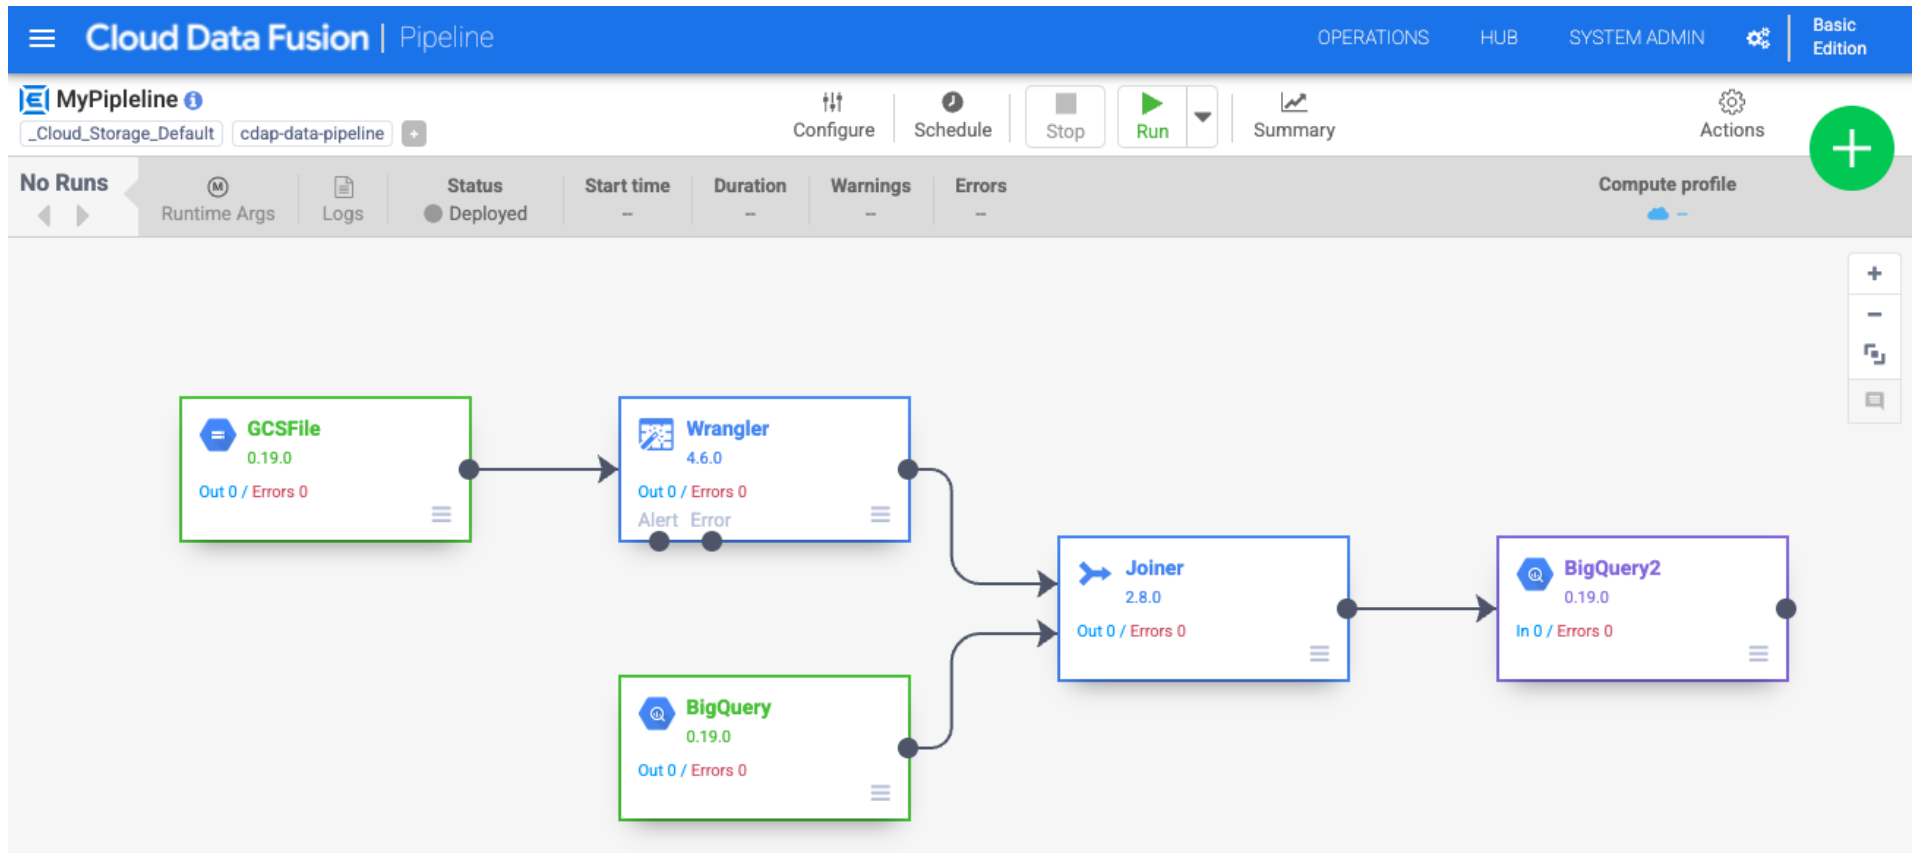 Cloud Data Fusion | Pipeline
OPERATIONS
HUB
SYSTEM ADMIN
Basic
Edition
MyPipleline
_Cloud_Storage_Default
cdap-data-pipeline
+
Configure
Schedule
Stop
Run
Summary
Actions
No Runs
M
Runtime Args
Logs
Status
Deployed
Start time
--
Duration
--
Warnings
--
Errors
--
Compute profile
--
GCSFile
0.19.0
Out 0 / Errors 0
Wrangler
4.6.0
Out 0 / Errors 0
Alert Error
Joiner
2.8.0
Out 0 / Errors 0
BigQuery2
0.19.0
In 0 / Errors 0
BigQuery
0.19.0
Out 0 / Errors 0